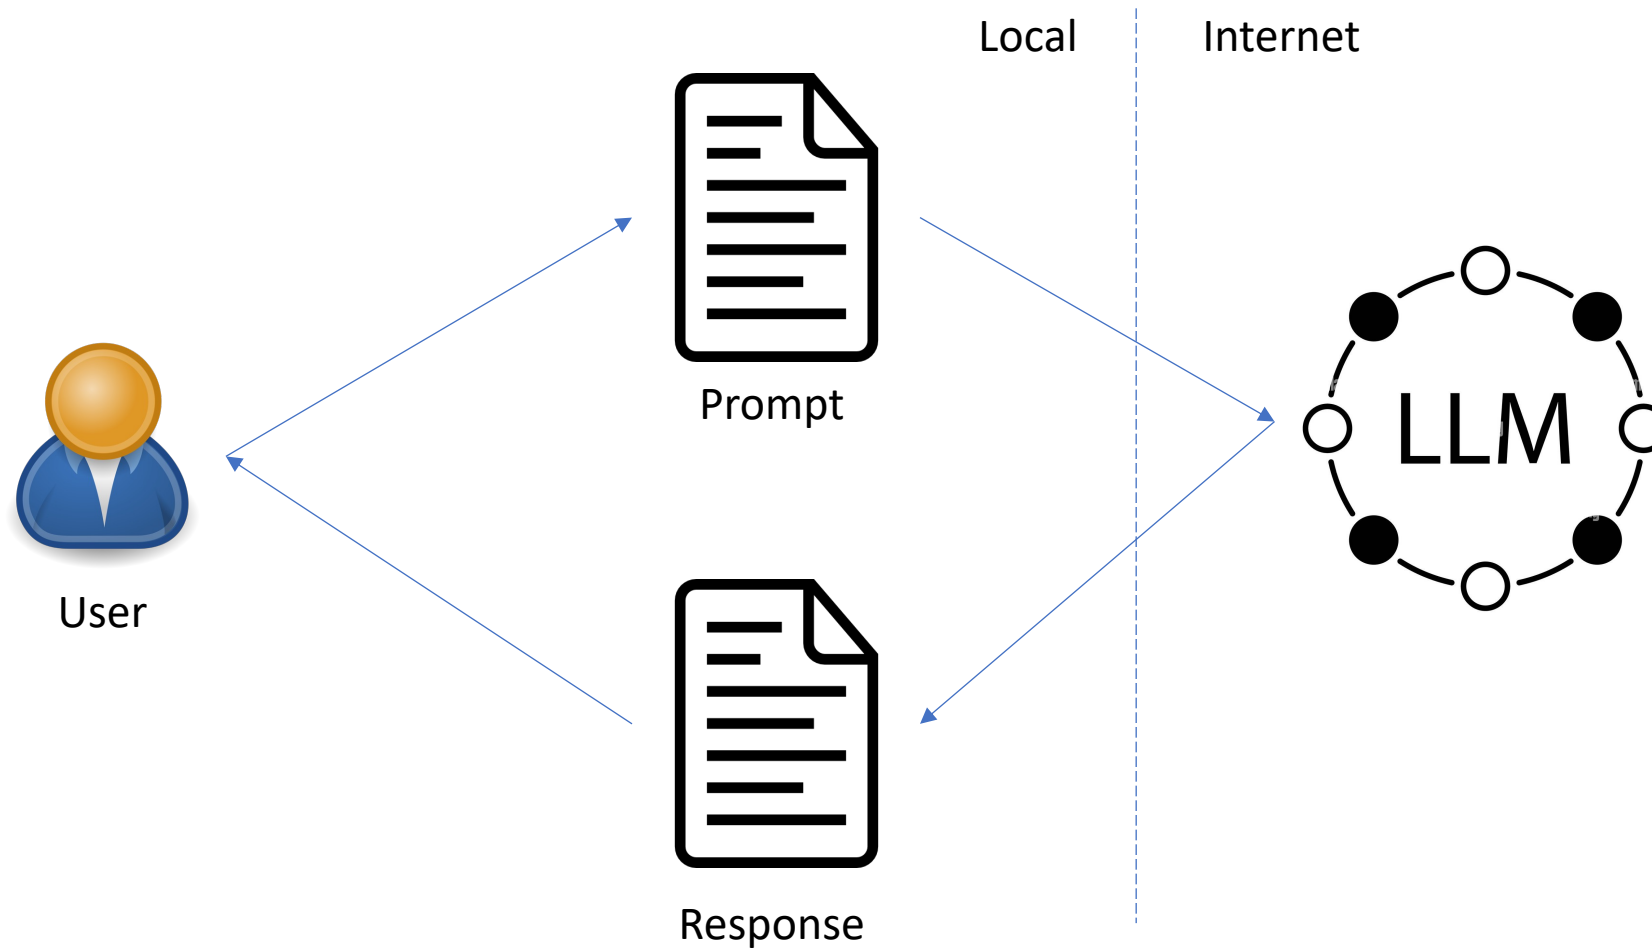 Local
Internet
Prompt
LLM
User
Response